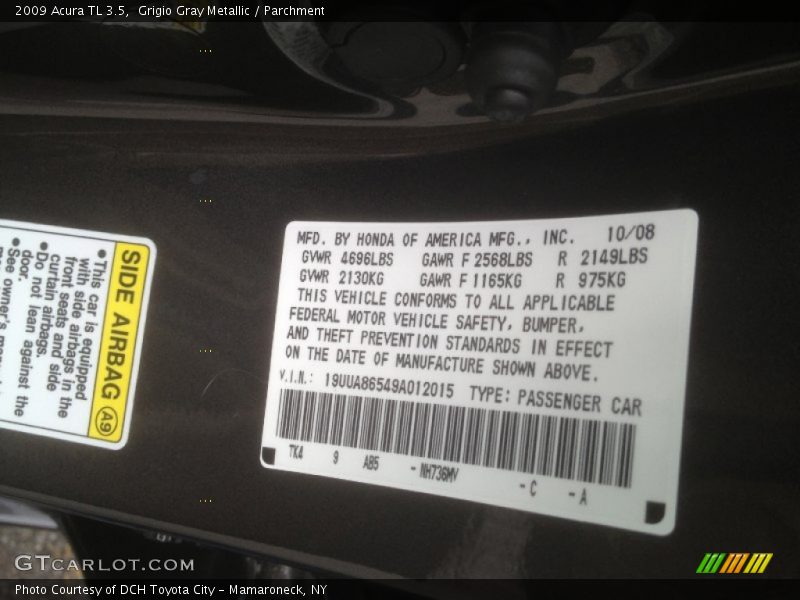 2009 Acura TL 3.5,  Grigio Gray Metallic / Parchment
MFD. BY HONDA OF AMERICA MFG., INC. 10/08
GVWR 4696LBS GAWR F 2568LBS R 2149LBS
GVWR 2130KG GAWR F 1165KG R 975KG
THIS VEHICLE CONFORMS TO ALL APPLICABLE
FEDERAL MOTOR VEHICLE SAFETY, BUMPER,
AND THEFT PREVENTION STANDARDS IN EFFECT
ON THE DATE OF MANUFACTURE SHOWN ABOVE.
V.I.N.: 19UUA86549A012015 TYPE: PASSENGER CAR
TK4 9 AB5 -NH736MV -C -A
SIDE AIRBAG A9
•This car is equipped
with side airbags in the
front seats and side
curtain airbags.
•Do not lean against the
door.
•See owner's
GTCARLOT.COM
Photo Courtesy of DCH Toyota City – Mamaroneck, NY